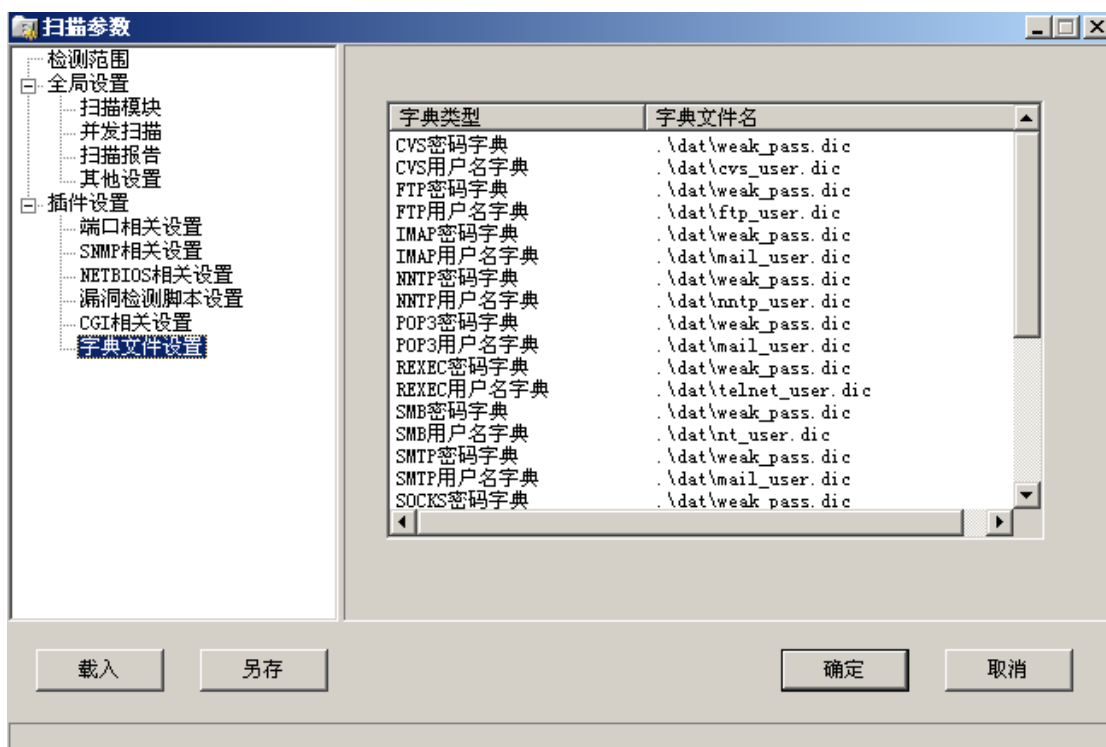 扫描参数
检测范围
全局设置
扫描模块
并发扫描
扫描报告
其他设置
插件设置
端口相关设置
SNMP相关设置
NETBIOS相关设置
漏洞检测脚本设置
CGI相关设置
字典文件设置
字典类型 字典文件名
CVS密码字典 .\dat\weak_pass.dic
CVS用户名字典 .\dat\cvs_user.dic
FTP密码字典 .\dat\weak_pass.dic
FTP用户名字典 .\dat\ftp_user.dic
IMAP密码字典 .\dat\weak_pass.dic
IMAP用户名字典 .\dat\mail_user.dic
NNTP密码字典 .\dat\weak_pass.dic
NNTP用户名字典 .\dat\nntp_user.dic
POP3密码字典 .\dat\weak_pass.dic
POP3用户名字典 .\dat\mail_user.dic
REXEC密码字典 .\dat\weak_pass.dic
REXEC用户名字典 .\dat\telnet_user.dic
SMB密码字典 .\dat\weak_pass.dic
SMB用户名字典 .\dat\nt_user.dic
SMTP密码字典 .\dat\weak_pass.dic
SMTP用户名字典 .\dat\mail_user.dic
SOCKS密码字典 .\dat\weak_pass.dic
载入 另存 确定 取消